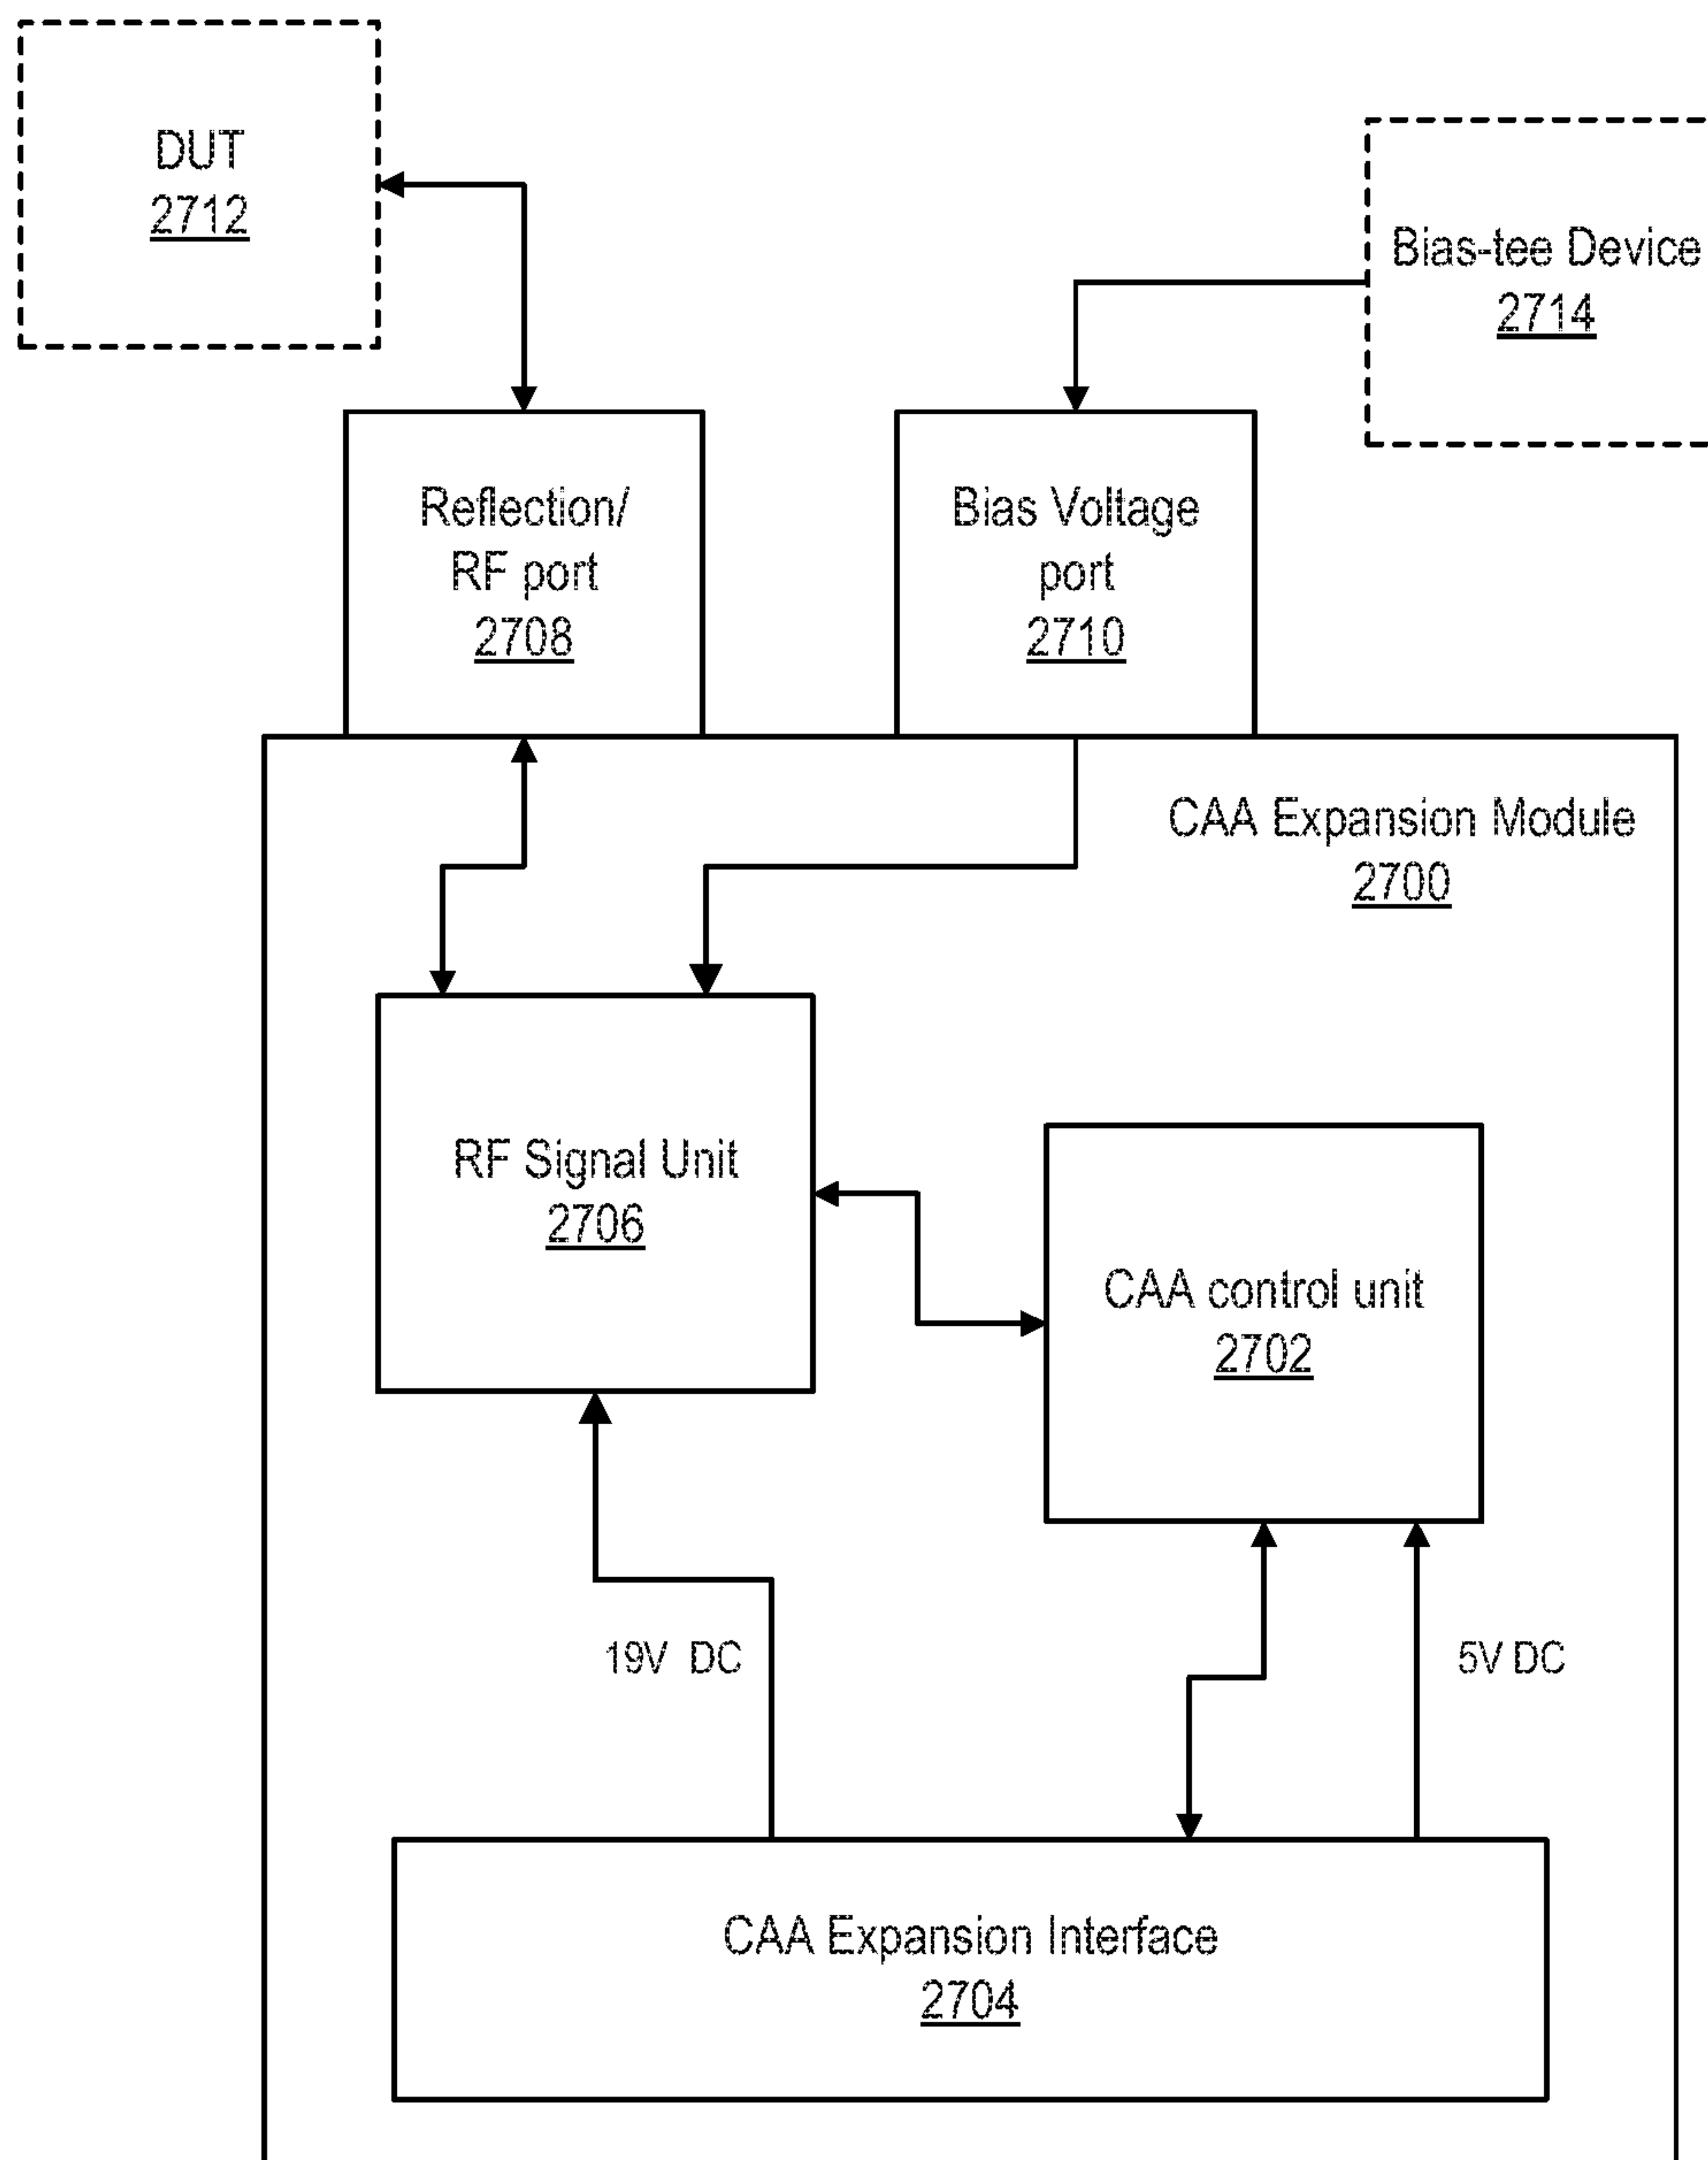 DUT
2712
Bias-tee Device
2714
Reflection/
RF port
2708
Bias Voltage
port
2710
CAA Expansion Module
2700
RF Signal Unit
2706
CAA control unit
2702
19V DC
5V DC
CAA Expansion Interface
2704